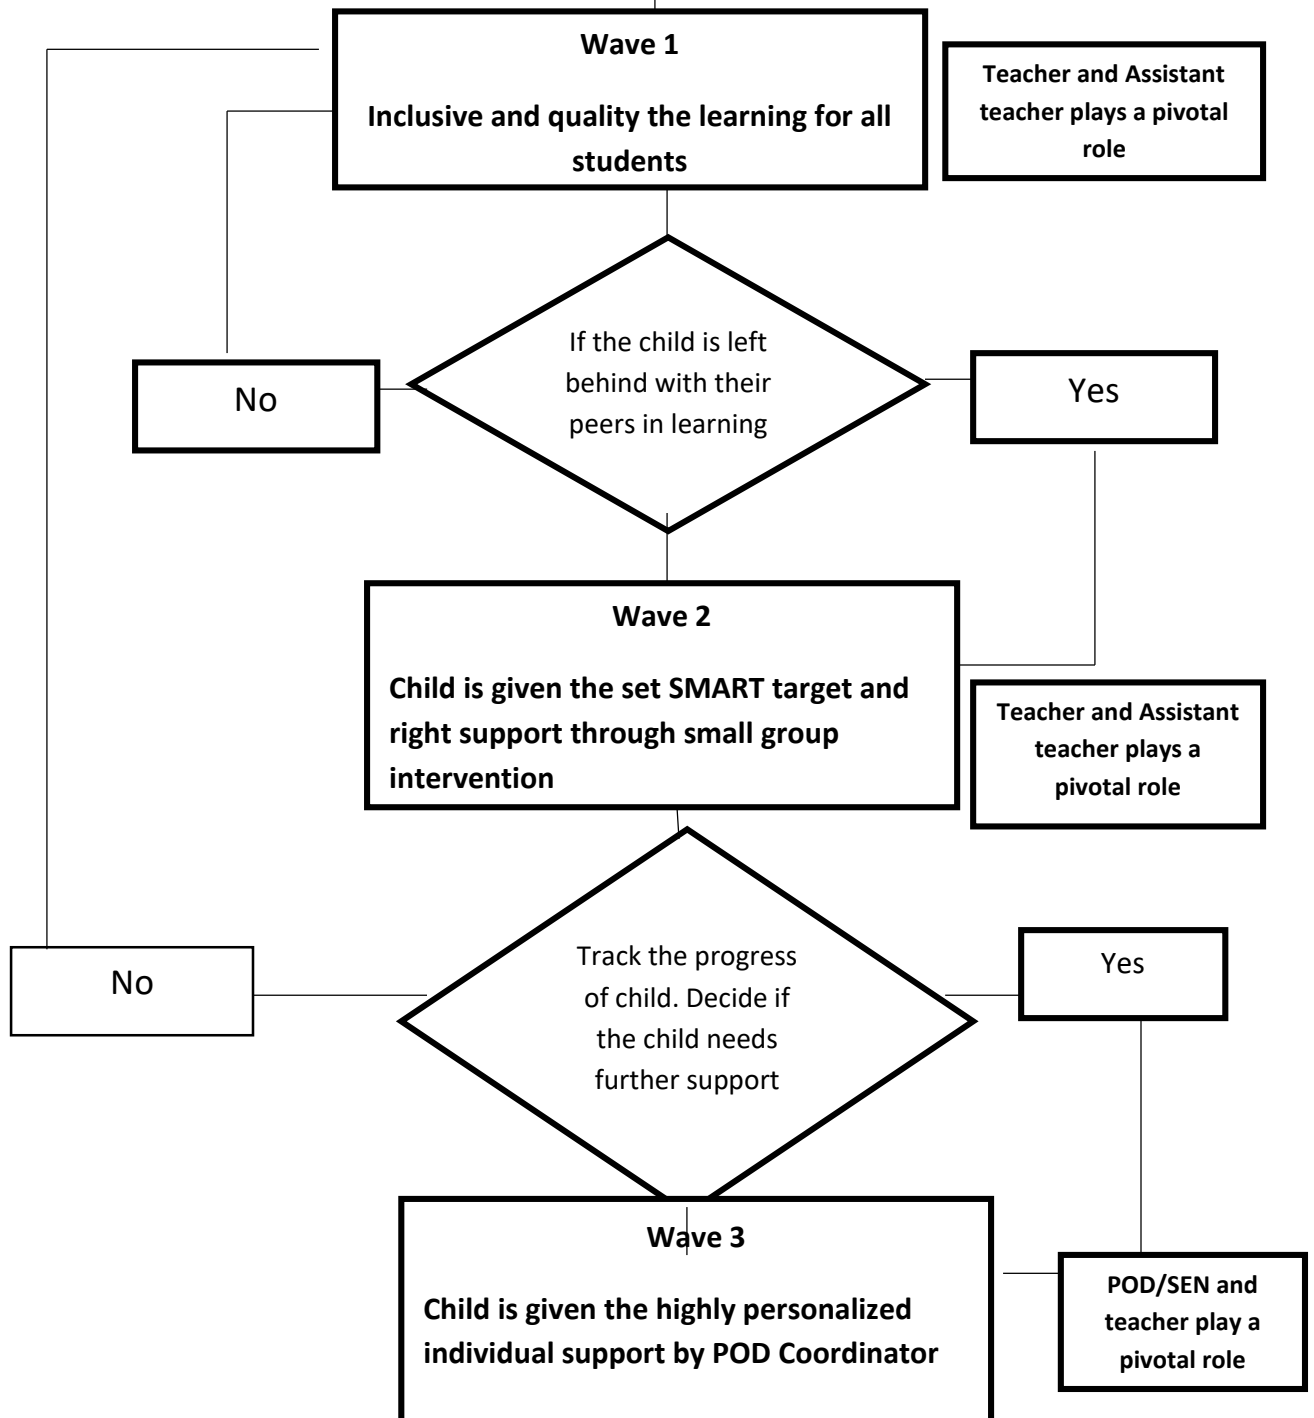 Wave 1
Inclusive and quality the learning for all
students
Teacher and Assistant
teacher plays a pivotal
role
If the child is left
behind with their
peers in learning
No
Yes
Wave 2
Child is given the set SMART target and
right support through small group
intervention
Teacher and Assistant
teacher plays a
pivotal role
Track the progress
of child. Decide if
the child needs
further support
No
Yes
Wave 3
Child is given the highly personalized
individual support by POD Coordinator
POD/SEN and
teacher play a
pivotal role